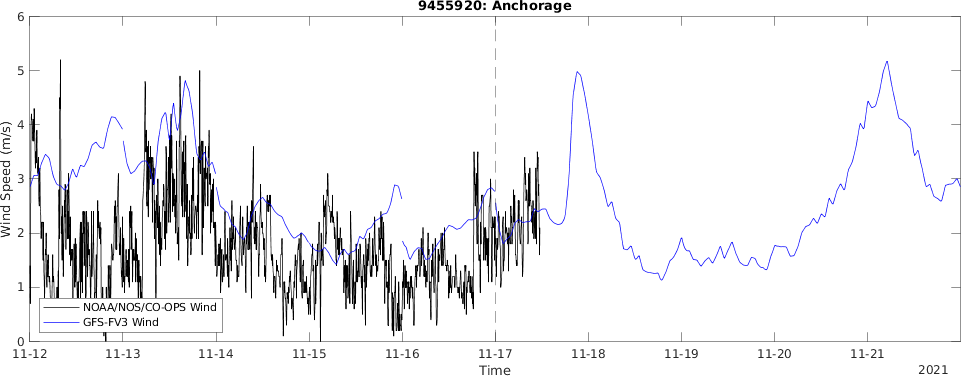 9455920: Anchorage
Wind Speed (m/s)
6
5
4
3
2
1
0
NOAA/NOS/CO-OPS Wind
GFS-FV3 Wind
11-12 11-13 11-14 11-15 11-16 11-17 11-18 11-19 11-20 11-21
Time
2021